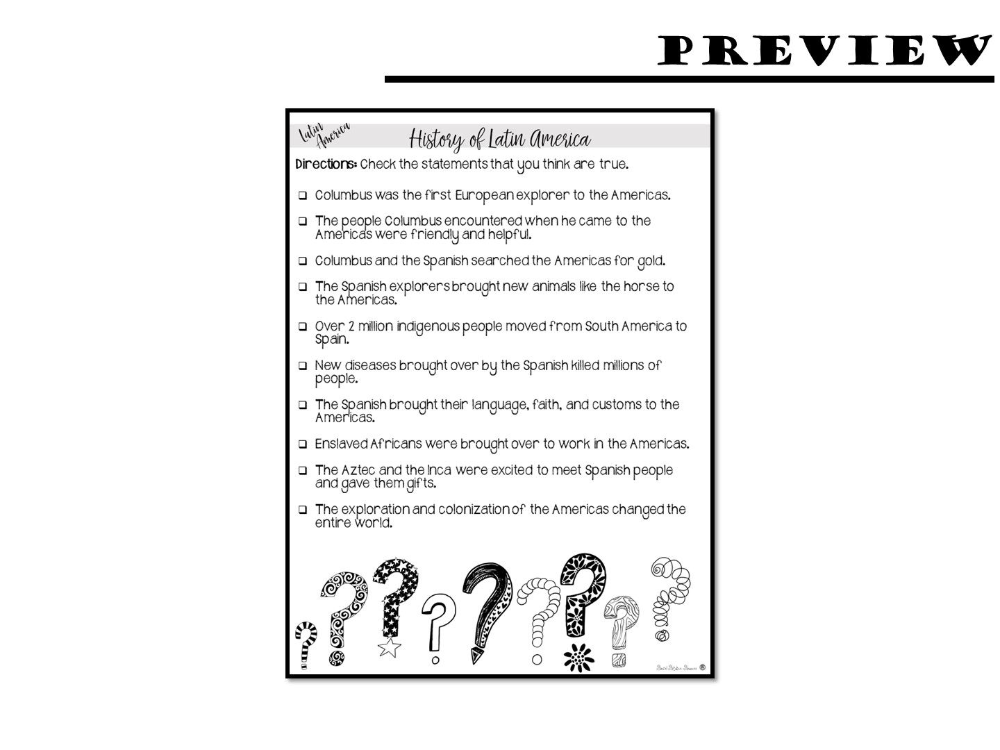 PREVIEW
Latin
America
History of Latin America
Directions: Check the statements that you think are true.
❑ Columbus was the first European explorer to the Americas.
❑ The people Columbus encountered when he came to the
Americas were friendly and helpful.
❑ Columbus and the Spanish searched the Americas for gold.
❑ The Spanish explorers brought new animals like the horse to
the Americas.
❑ Over 2 million indigenous people moved from South America to
Spain.
❑ New diseases brought over by the Spanish killed millions of
people.
❑ The Spanish brought their language, faith, and customs to the
Americas.
❑ Enslaved Africans were brought over to work in the Americas.
❑ The Aztec and the Inca were excited to meet Spanish people
and gave them gifts.
❑ The exploration and colonization of the Americas changed the
entire world.
®